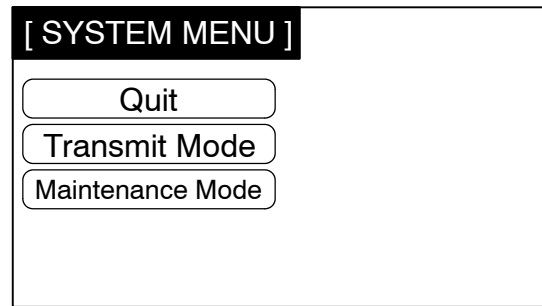 [ SYSTEM MENU ]
Quit
Transmit Mode
Maintenance Mode